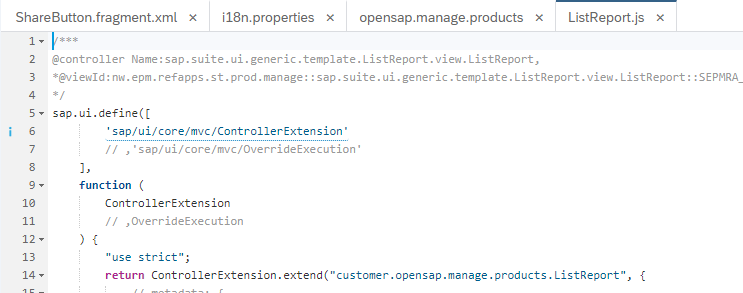 ShareButton.fragment.xml × i18n.properties × opensap.manage.products × ListReport.js ×
1 /***
2 @controller Name:sap.suite.ui.generic.template.ListReport.view.ListReport,
3 *@viewId:nw.epm.refapps.st.prod.manage::sap.suite.ui.generic.template.ListReport.view.ListReport::SEPMRA_
4 */
5 sap.ui.define([
6 'sap/ui/core/mvc/ControllerExtension'
7 // ,'sap/ui/core/mvc/OverrideExecution'
8 ],
9 function (
10 ControllerExtension
11 // ,OverrideExecution
12 ) {
13 "use strict";
14 return ControllerExtension.extend("customer.opensap.manage.products.ListReport", {
15 // metadata: {